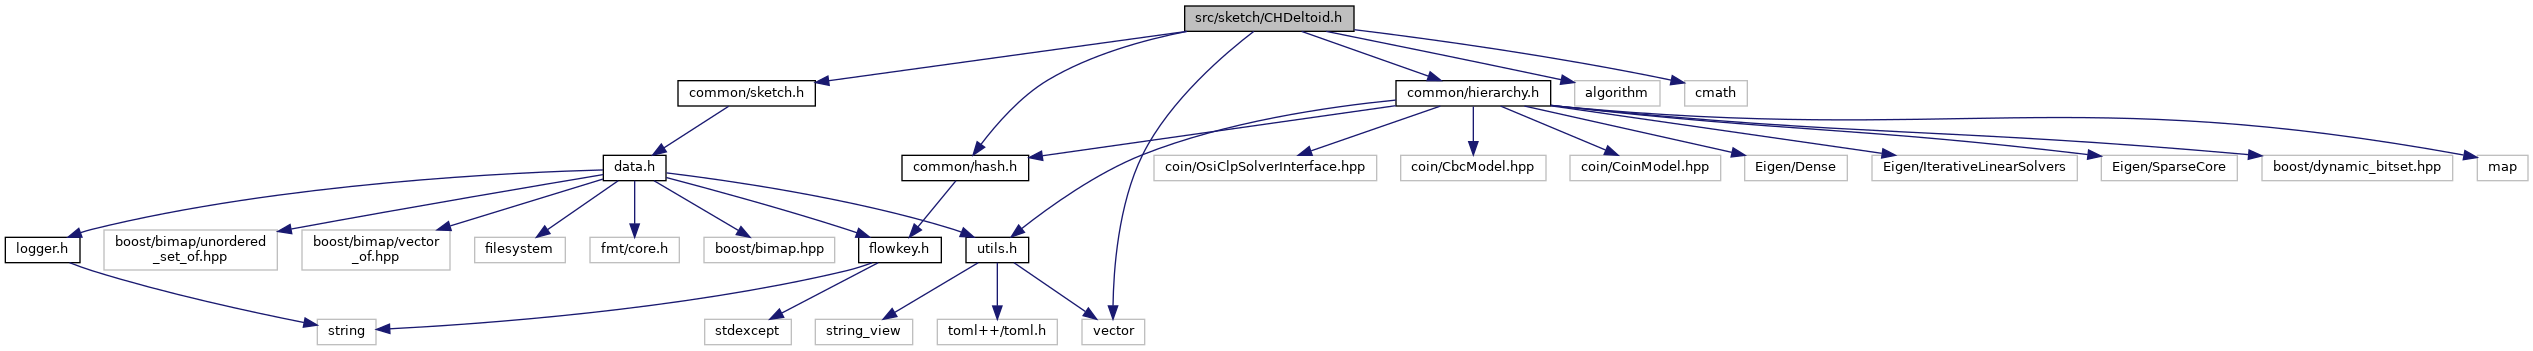 src/sketch/CHDeltoid.h
common/sketch.h
common/hierarchy.h
algorithm
cmath
data.h
common/hash.h
coin/OsiClpSolverInterface.hpp
coin/CbcModel.hpp
coin/CoinModel.hpp
Eigen/Dense
Eigen/IterativeLinearSolvers
Eigen/SparseCore
boost/dynamic_bitset.hpp
map
logger.h
boost/bimap/unordered
_set_of.hpp
boost/bimap/vector
_of.hpp
filesystem
fmt/core.h
boost/bimap.hpp
flowkey.h
utils.h
string
stdexcept
string_view
toml++/toml.h
vector